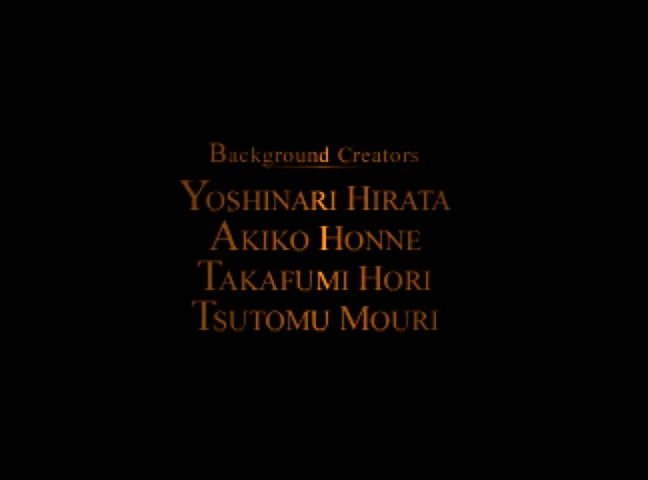 Background Creators
Yoshinari Hirata
Akiko Honne
Takafumi Hori
Tsutomu Mouri